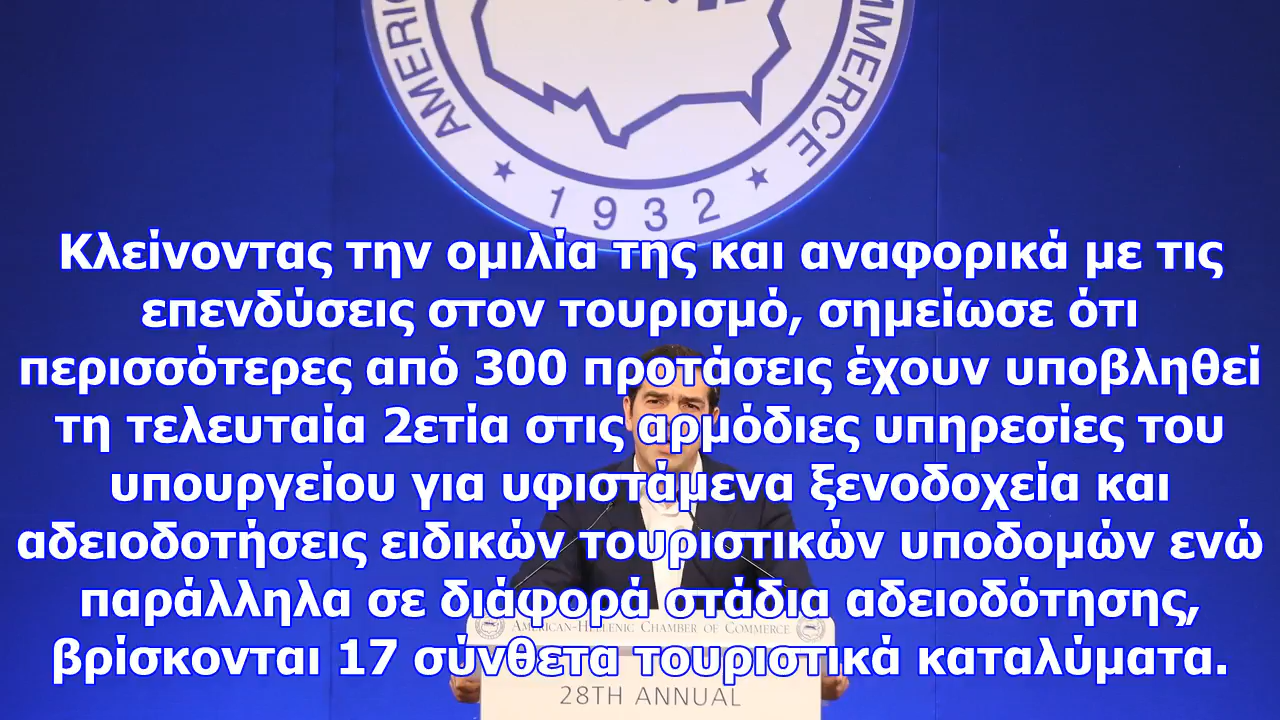 AMERIC
MMERCE
★ 1932 ★
Κλείνοντας την ομιλία της και αναφορικά με τις
επενδύσεις στον τουρισμό, σημείωσε ότι
περισσότερες από 300 προτάσεις έχουν υποβληθεί
τη τελευταία 2ετία στις αρμόδιες υπηρεσίες του
υπουργείου για υφιστάμενα ξενοδοχεία και
αδειοδοτήσεις ειδικών τουριστικών υποδομών ενώ
παράλληλα σε διάφορά στάδια αδειοδότησης,
AMERICAN-HELLENIC CHAMBER OF COMMERCE
βρίσκονται 17 σύνθετα τουριστικά καταλύματα.
28TH ANNUAL